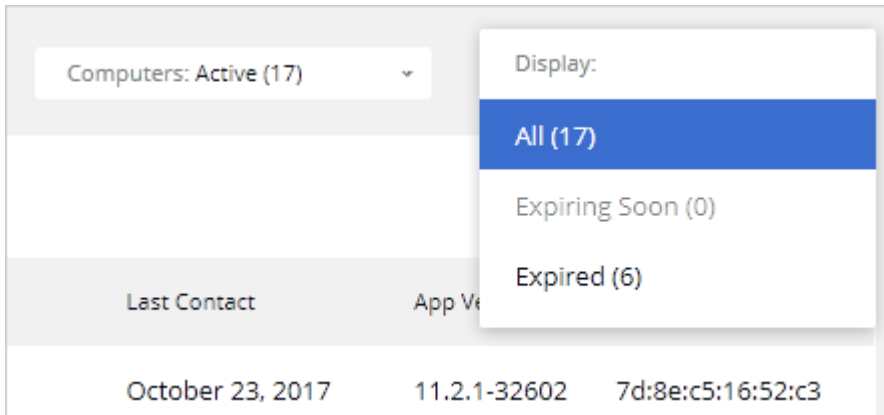 Computers: Active (17)
Display:
All (17)
Expiring Soon (0)
Expired (6)
Last Contact
App Ve
October 23, 2017
11.2.1-32602
7d:8e:c5:16:52:c3